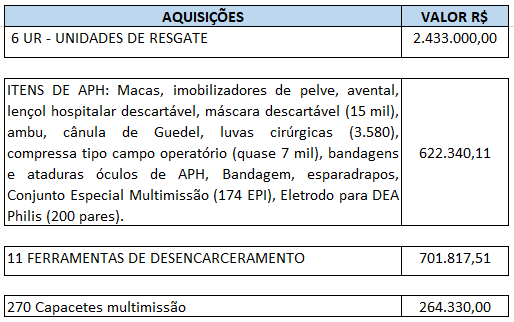 AQUISIÇÕES VALOR R$
6 UR - UNIDADES DE RESGATE 2.433.000,00
ITENS DE APH: Macas, imobilizadores de pelve, avental,
lençol hospitalar descartável, máscara descartável (15 mil),
ambu, cânula de Guedel, luvas cirúrgicas (3.580),
compressa tipo campo operatório (quase 7 mil), bandagens
e ataduras óculos de APH, Bandagem, esparadrapos,
Conjunto Especial Multimissão (174 EPI), Eletrodo para DEA
Philis (200 pares).
622.340,11
11 FERRAMENTAS DE DESENCARCERAMENTO 701.817,51
270 Capacetes multimissão 264.330,00